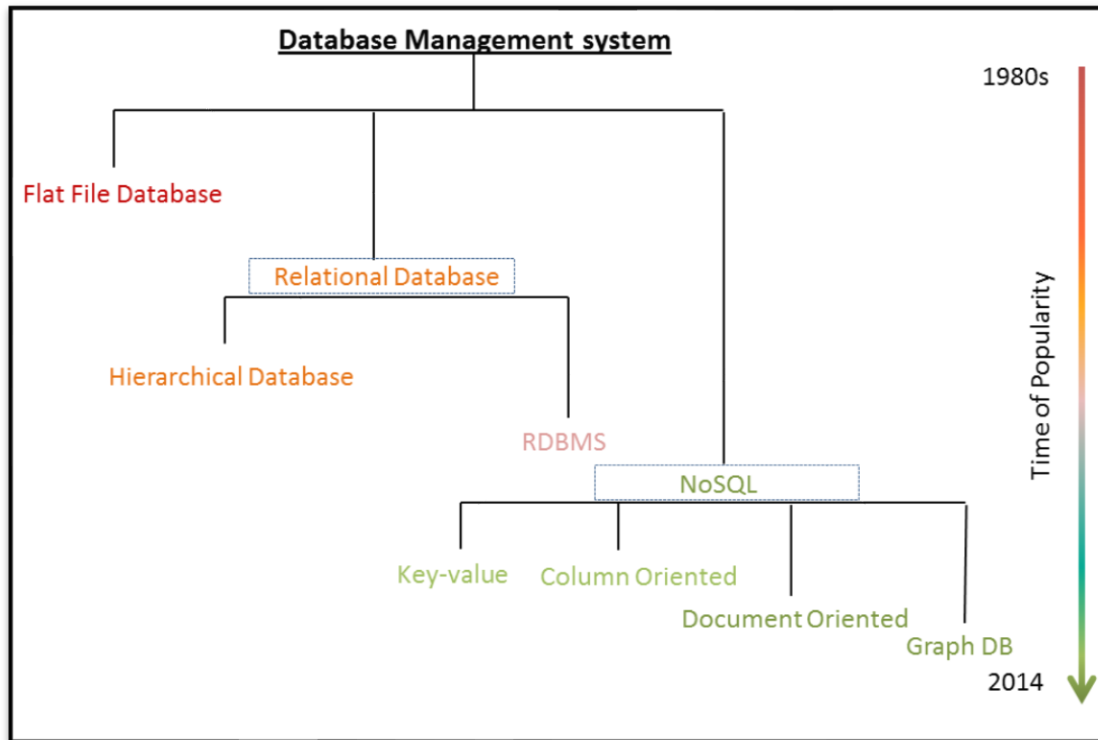 Database Management system
1980s
Flat File Database
Relational Database
Time of Popularity
Hierarchical Database
RDBMS
NoSQL
Key-value
Column Oriented
Document Oriented
Graph DB
2014